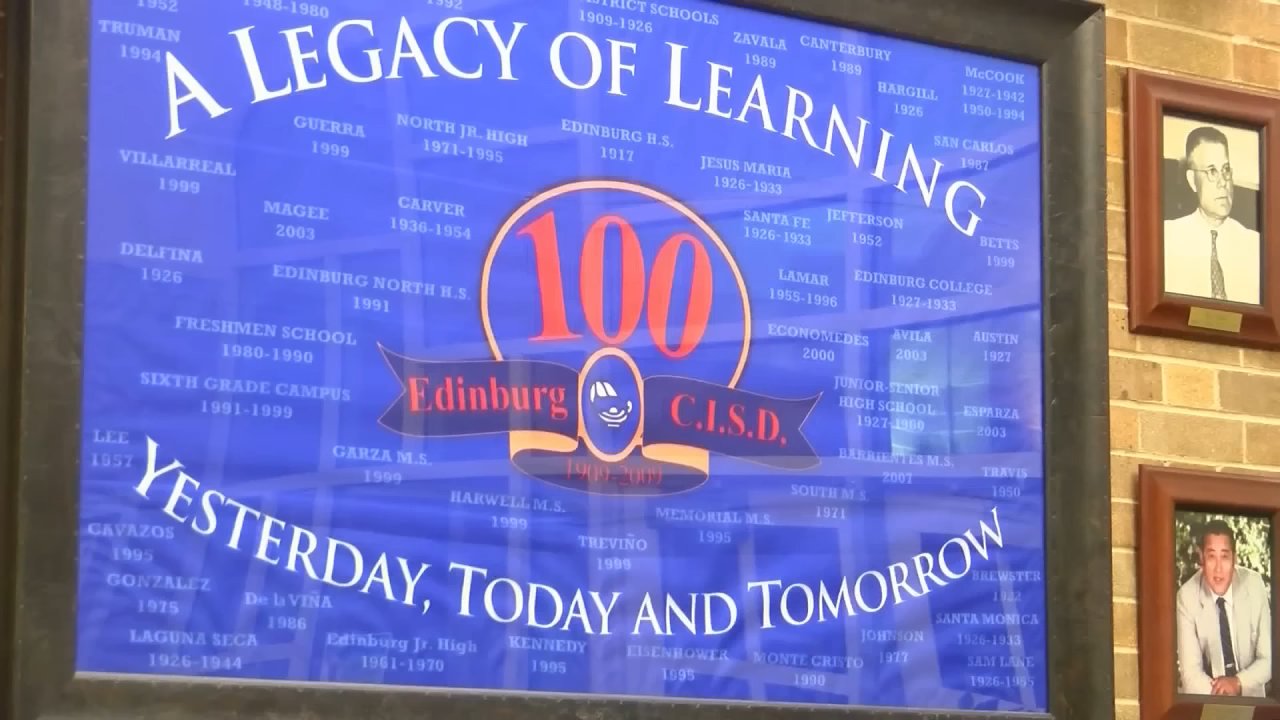 1952
1948-1980
1992
DISTRICT SCHOOLS
1909-1926
TRUMAN
1994
ZAVALA
1989
CANTERBURY
1989
McCOOK
1927-1942
1950-1994
HARGILL
1926
A LEGACY OF LEARNING
GUERRA
1999
NORTH JR. HIGH
1971-1995
EDINBURG H.S.
1917
JESUS MARIA
1926-1933
SAN CARLOS
1987
VILLARREAL
1999
MAGEE
2003
CARVER
1936-1954
SANTA FE
1926-1933
JEFFERSON
1952
BETTS
1999
DELFINA
1926
EDINBURG NORTH H.S.
1991
100
LAMAR
1955-1996
EDINBURG COLLEGE
1927-1933
FRESHMEN SCHOOL
1980-1990
ECONOMEDES
2000
AVILA
2003
AUSTIN
1927
SIXTH GRADE CAMPUS
1991-1999
Edinburg C.I.S.D.
1909-2009
JUNIOR-SENIOR
HIGH SCHOOL
1927-1960
ESPARZA
2003
LEE
1957
GARZA M.S.
1999
BARRIENTES M.S.
2007
TRAVIS
1950
HARWELL M.S.
1999
MEMORIAL M.S.
1995
SOUTH M.S.
1971
CAVAZOS
1995
TREVIÑO
1999
YESTERDAY, TODAY AND TOMORROW
BREWSTER
GONZALEZ
1975
De la VIÑA
1986
SANTA MONICA
1926-1933
LAGUNA SECA
1926-1944
Edinburg Jr. High
1961-1970
KENNEDY
1995
EISENHOWER
MONTE CRISTO
1990
JOHNSON
1977
SAM LANE